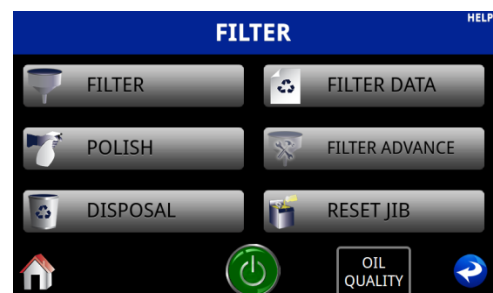 FILTER
HELP
FILTER
FILTER DATA
POLISH
FILTER ADVANCE
DISPOSAL
RESET JIB
OIL
QUALITY